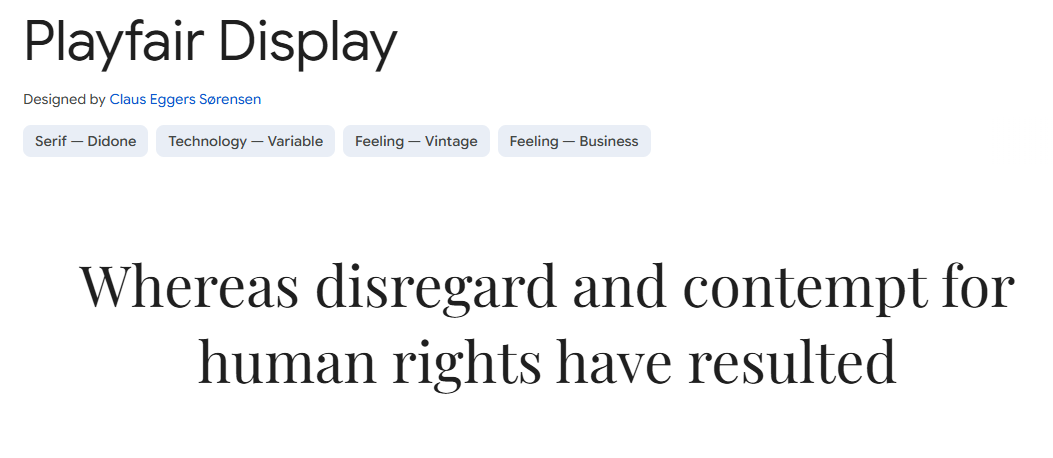 Playfair Display
Designed by Claus Eggers Sørensen
Serif — Didone Technology — Variable Feeling — Vintage Feeling — Business
Whereas disregard and contempt for
human rights have resulted